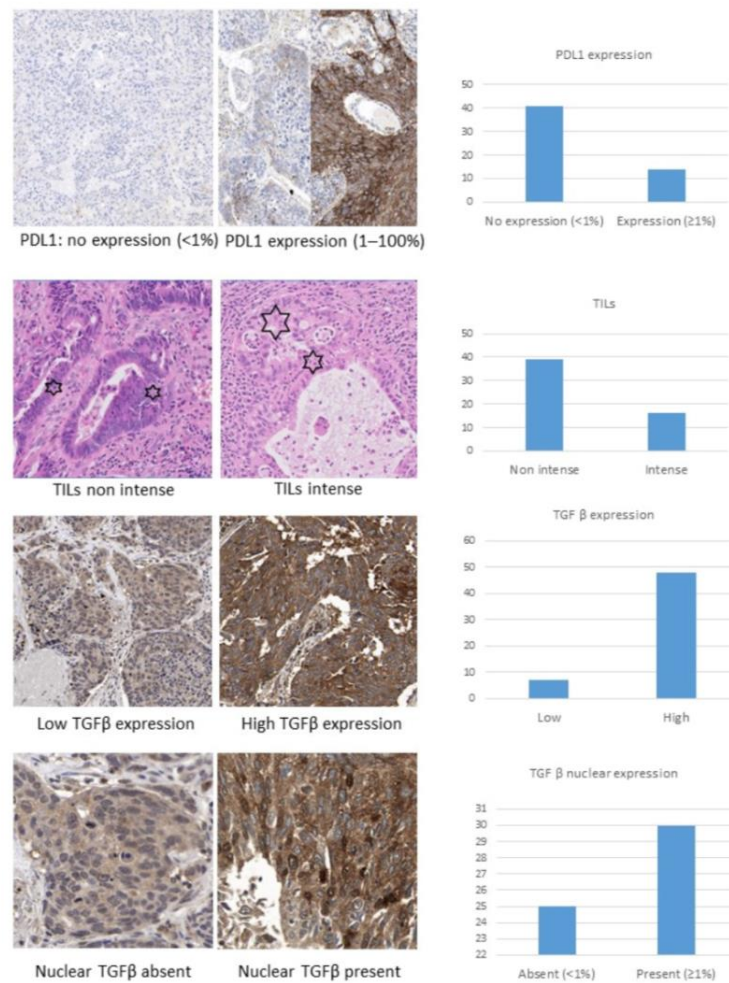 PDL1: no expression (<1%)
PDL1 expression (1–100%)
PDL1 expression
50
40
30
20
10
0
No expression (<1%)
Expression (≥1%)
TILs non intense
TILs intense
TILs
50
40
30
20
10
0
Non intense
Intense
Low TGFβ expression
High TGFβ expression
TGF β expression
60
50
40
30
20
10
0
Low
High
Nuclear TGFβ absent
Nuclear TGFβ present
TGF β nuclear expression
31
30
29
28
27
26
25
24
23
22
Absent (<1%)
Present (≥1%)